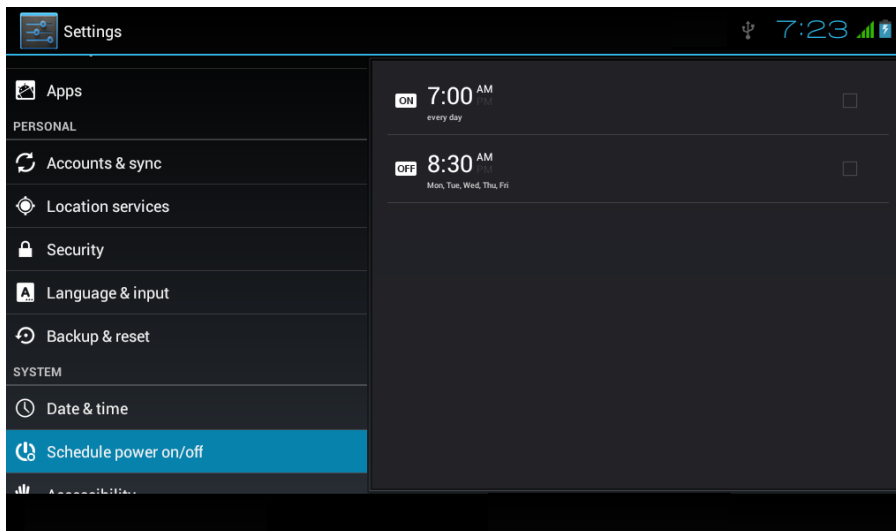 Settings
7:23
Apps
PERSONAL
Accounts & sync
Location services
Security
Language & input
Backup & reset
SYSTEM
Date & time
Schedule power on/off
Accessibility
ON 7:00 AM
PM
every day
OFF 8:30 AM
PM
Mon, Tue, Wed, Thu, Fri